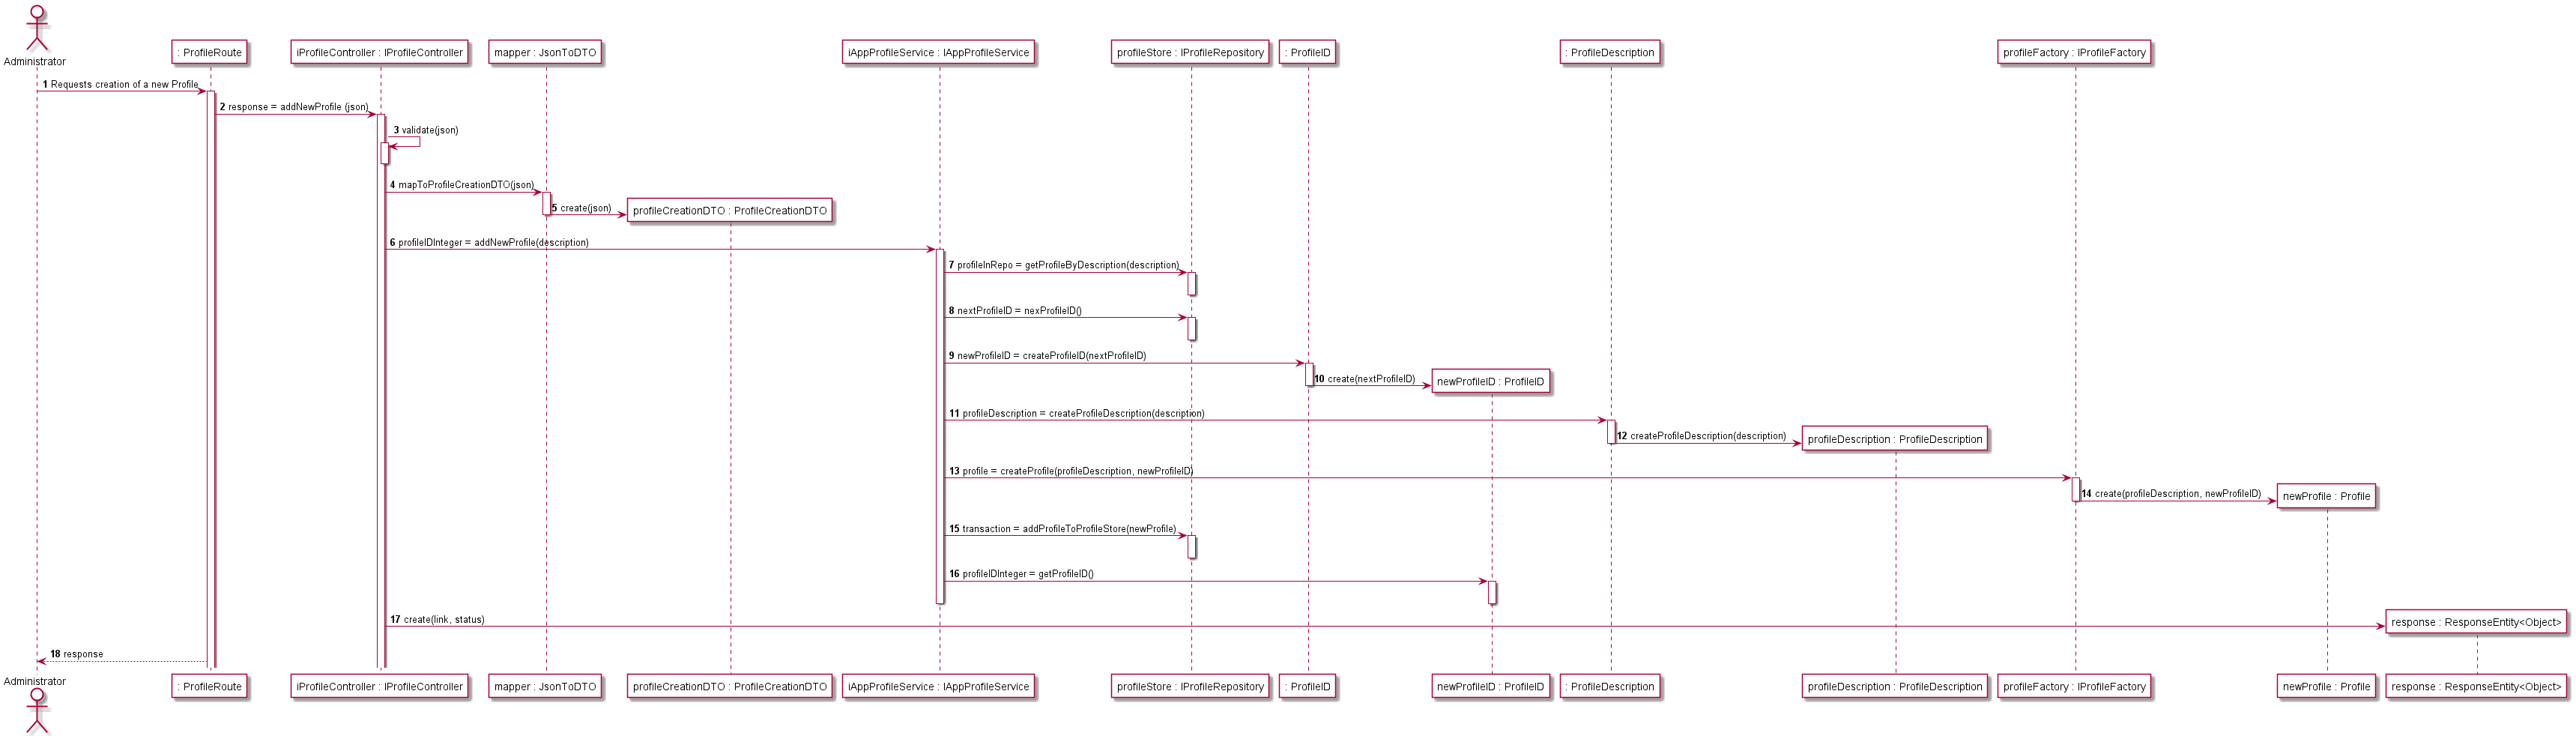 Administrator
: ProfileRoute
iProfileController : IProfileController
mapper : JsonToDTO
iAppProfileService : IAppProfileService
profileStore : IProfileRepository
: ProfileID
: ProfileDescription
profileFactory : IProfileFactory
1 Requests creation of a new Profile
2 response = addNewProfile (json)
3 validate(json)
4 mapToProfileCreationDTO(json)
5 create(json)
profileCreationDTO : ProfileCreationDTO
6 profileIDInteger = addNewProfile(description)
7 profileInRepo = getProfileByDescription(description)
8 nextProfileID = nexProfileID()
9 newProfileID = createProfileID(nextProfileID)
10 create(nextProfileID)
newProfileID : ProfileID
11 profileDescription = createProfileDescription(description)
12 createProfileDescription(description)
profileDescription : ProfileDescription
13 profile = createProfile(profileDescription, newProfileID)
14 create(profileDescription, newProfileID)
newProfile : Profile
15 transaction = addProfileToProfileStore(newProfile)
16 profileIDInteger = getProfileID()
17 create(link, status)
response : ResponseEntity<Object>
18 response
Administrator
: ProfileRoute
iProfileController : IProfileController
mapper : JsonToDTO
profileCreationDTO : ProfileCreationDTO
iAppProfileService : IAppProfileService
profileStore : IProfileRepository
: ProfileID
newProfileID : ProfileID
: ProfileDescription
profileDescription : ProfileDescription
profileFactory : IProfileFactory
newProfile : Profile
response : ResponseEntity<Object>